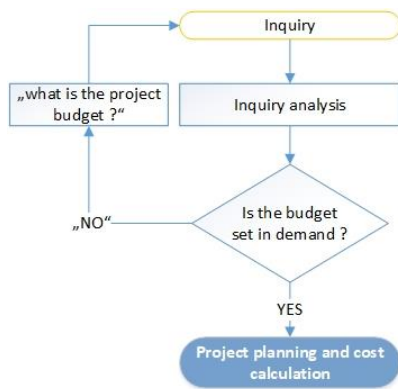 Inquiry
„what is the project
budget ?“
Inquiry analysis
Is the budget
set in demand ?
„NO“
YES
Project planning and cost
calculation